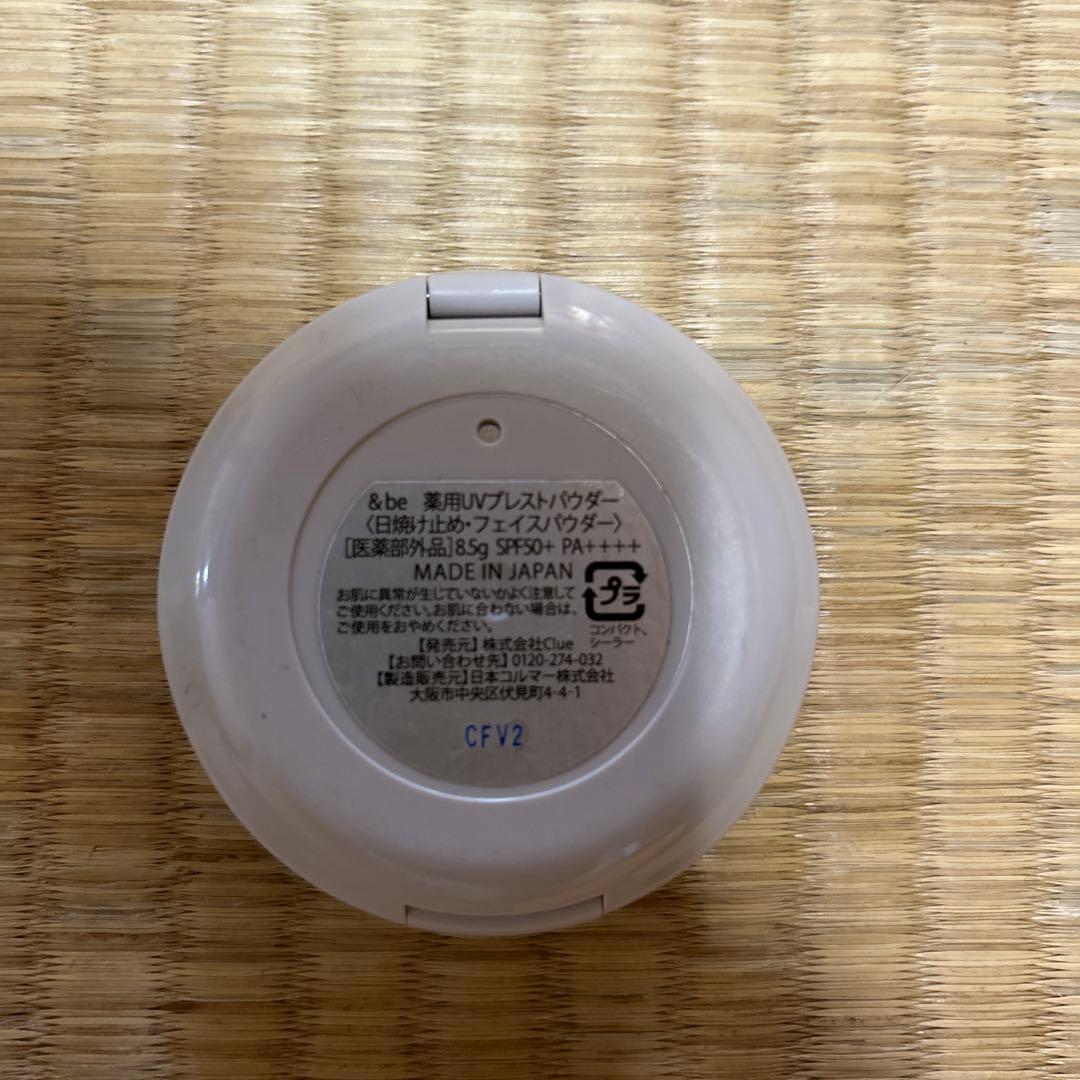 &be 薬用UVプレストパウダー
〈日焼け止め・フェイスパウダー〉
[医薬部外品]8.5g SPF50+ PA++++
MADE IN JAPAN
お肌に異常が生じていないかよく注意して
ご使用ください。お肌に合わない場合は、
ご使用をおやめください。
プラ
コンパクト、
シーラー
【発売元】株式会社Clue
【お問い合わせ先】0120-274-032
【製造販売元】日本コルマー株式会社
大阪市中央区伏見町4-4-1
CFV2